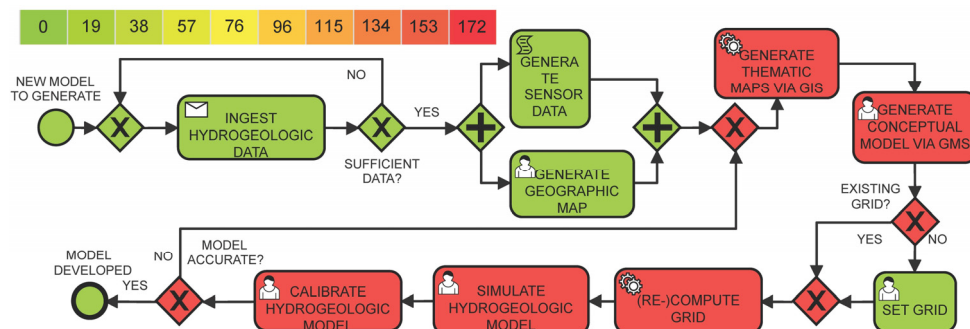 0 19 38 57 76 96 115 134 153 172
NEW MODEL
TO GENERATE
INGEST
HYDROGEOLOGIC
DATA
NO
YES
SUFFICIENT
DATA?
GENERA
TE
SENSOR
DATA
GENERATE
GEOGRAPHIC
MAP
GENERATE
THEMATIC
MAPS VIA GIS
GENERATE
CONCEPTUAL
MODEL VIA GMS
EXISTING
GRID?
YES
NO
SET GRID
(RE-)COMPUTE
GRID
SIMULATE
HYDROGEOLOGIC
MODEL
CALIBRATE
HYDROGEOLOGIC
MODEL
NO
MODEL
ACCURATE?
YES
MODEL
DEVELOPED